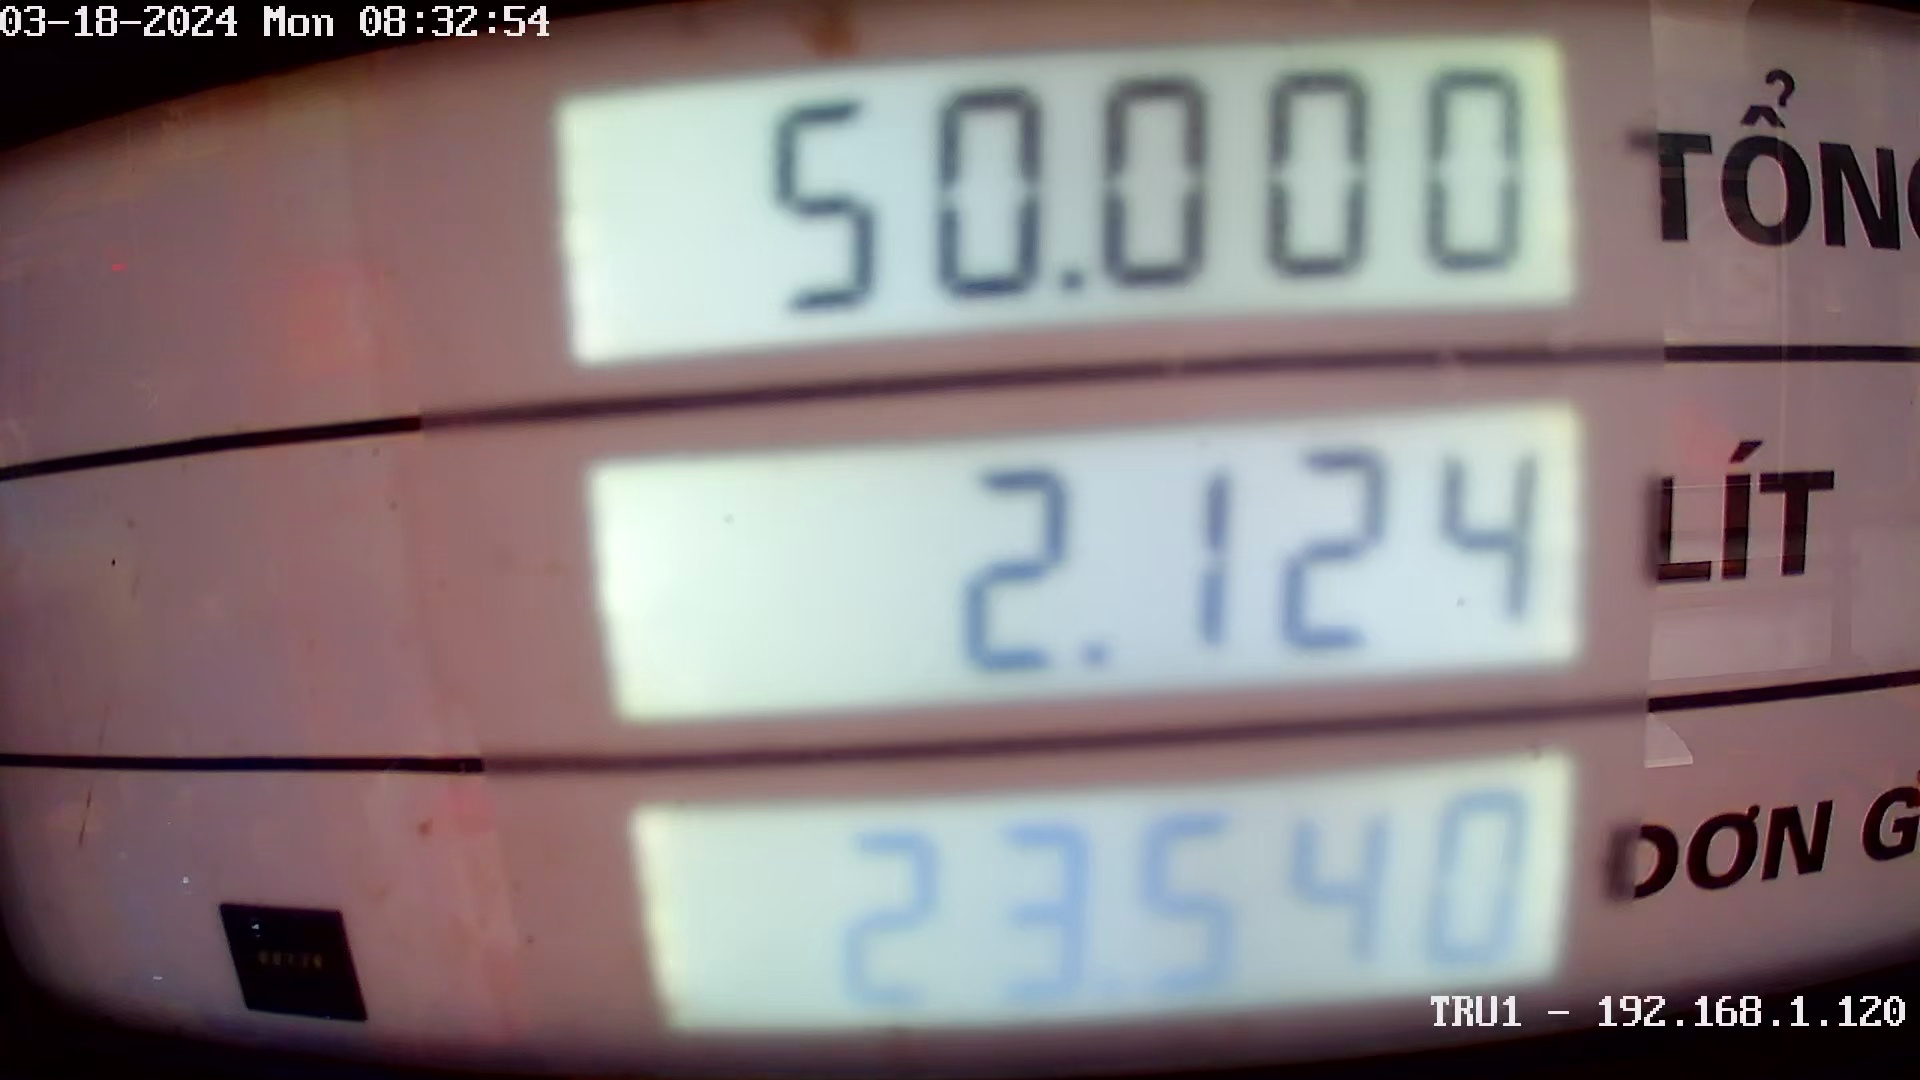 03-18-2024 Mon 08:32:54
50.000
TỔNG
2.124
LÍT
23.540
ĐƠN G
TRU1 - 192.168.1.120